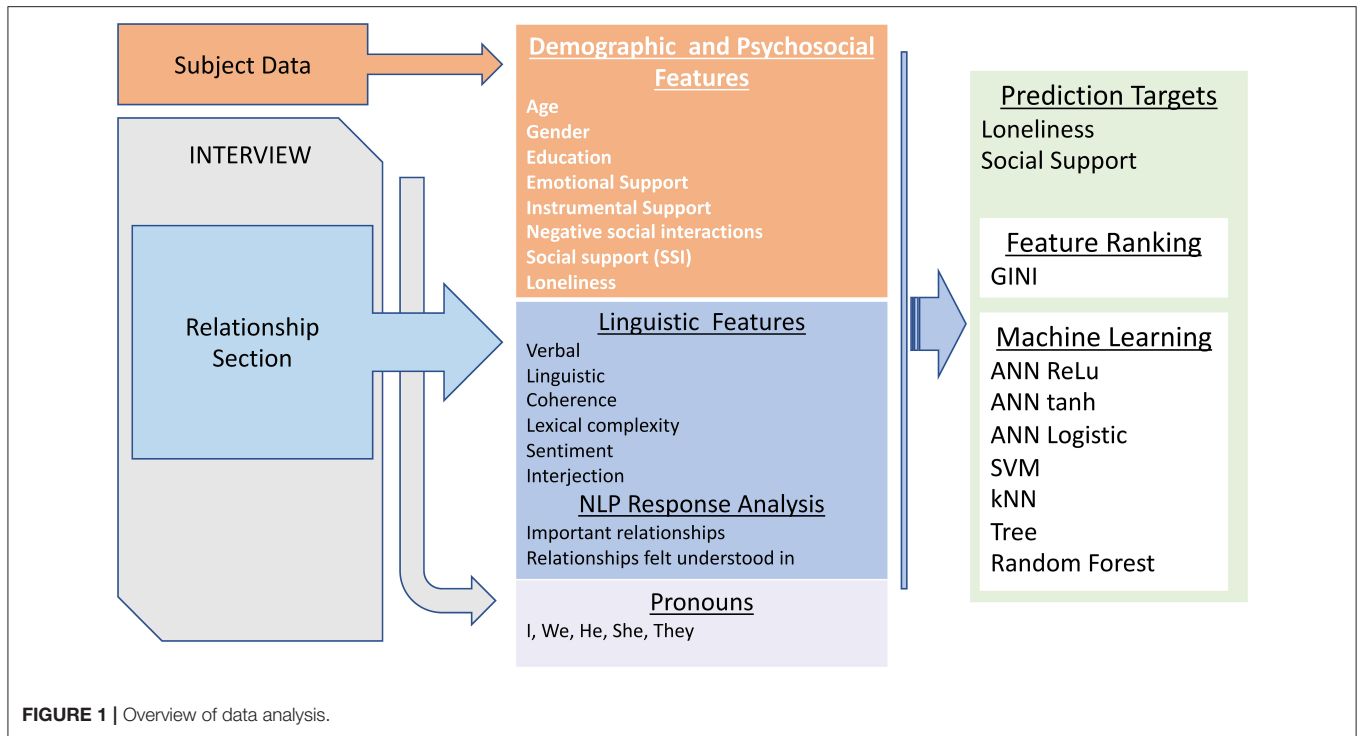 Subject Data
INTERVIEW
Relationship
Section
Demographic and Psychosocial
Features
Age
Gender
Education
Emotional Support
Instrumental Support
Negative social interactions
Social support (SSI)
Loneliness
Linguistic Features
Verbal
Linguistic
Coherence
Lexical complexity
Sentiment
Interjection
NLP Response Analysis
Important relationships
Relationships felt understood in
Pronouns
I, We, He, She, They
Prediction Targets
Loneliness
Social Support
Feature Ranking
GINI
Machine Learning
ANN ReLu
ANN tanh
ANN Logistic
SVM
kNN
Tree
Random Forest
FIGURE 1 | Overview of data analysis.